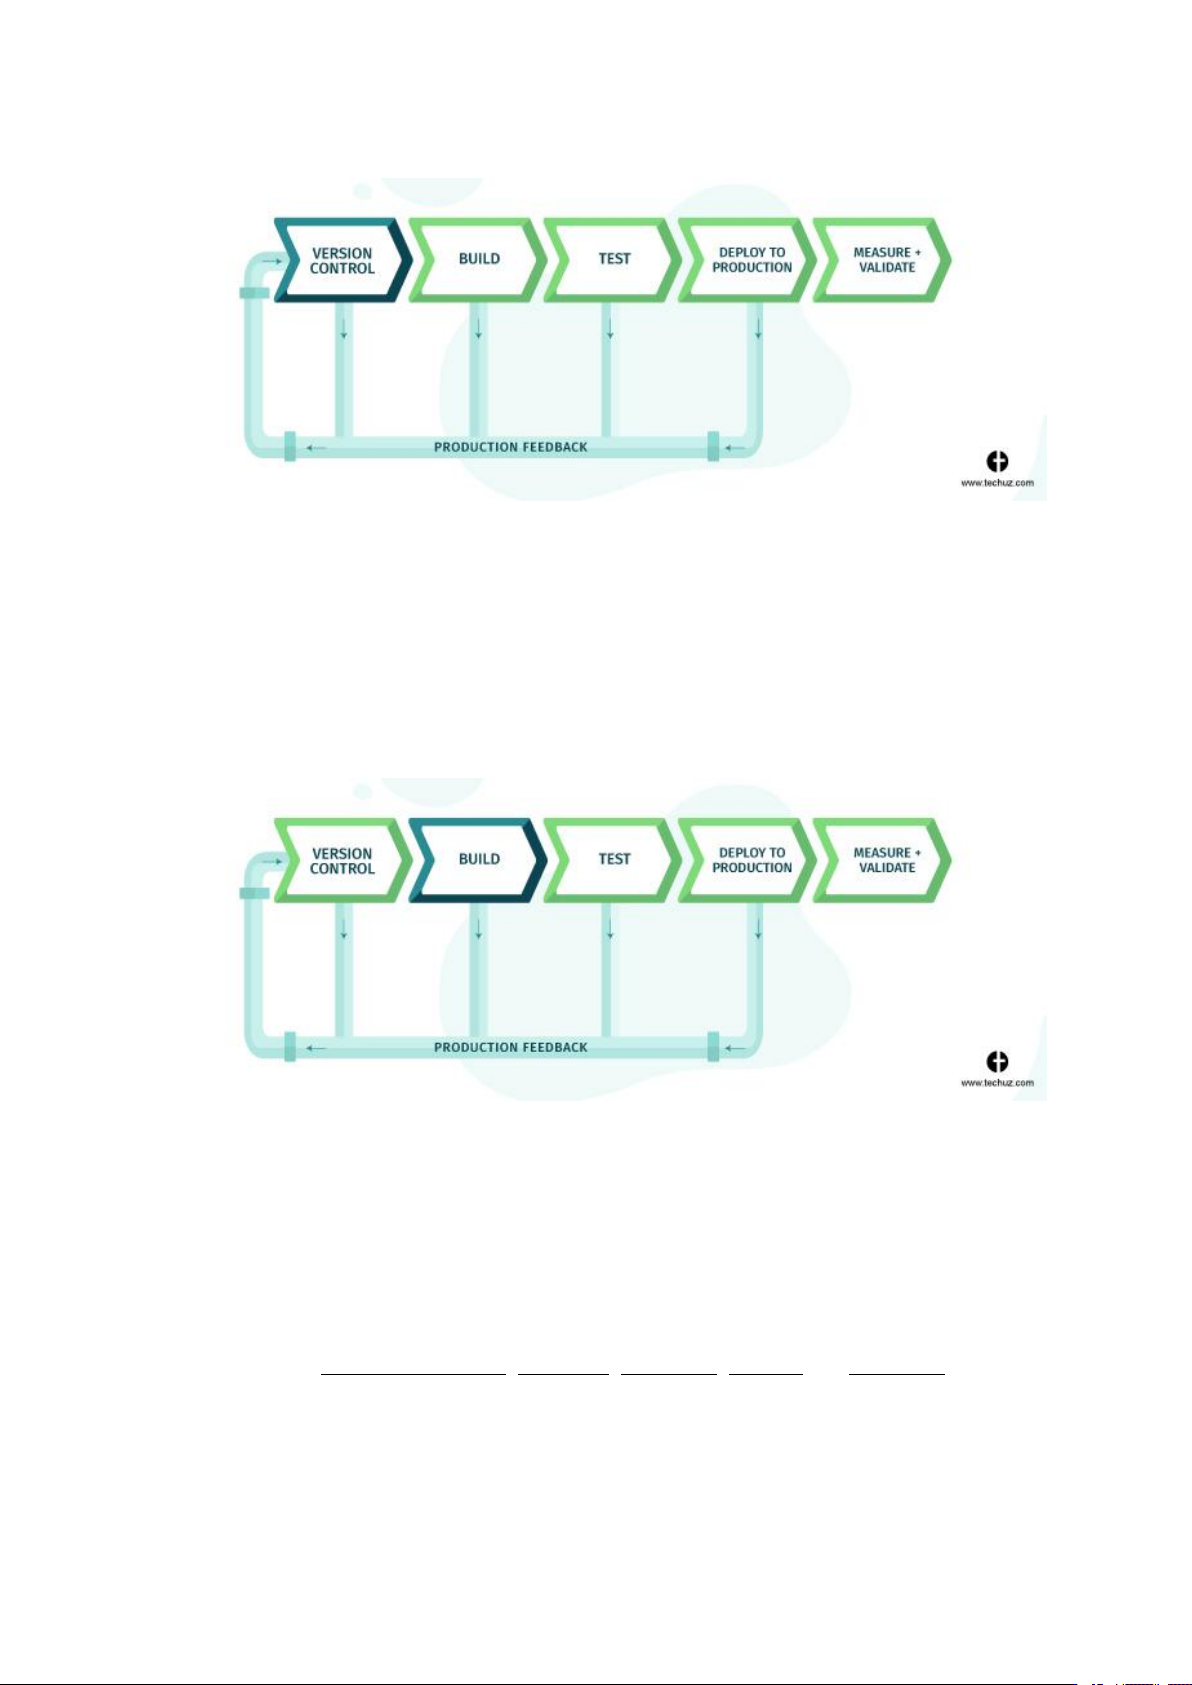 VERSION
CONTROL
BUILD
TEST
DEPLOY TO
PRODUCTION
MEASURE +
VALIDATE
PRODUCTION FEEDBACK
www.techuz.com
VERSION
CONTROL
BUILD
TEST
DEPLOY TO
PRODUCTION
MEASURE +
VALIDATE
PRODUCTION FEEDBACK
www.techuz.com